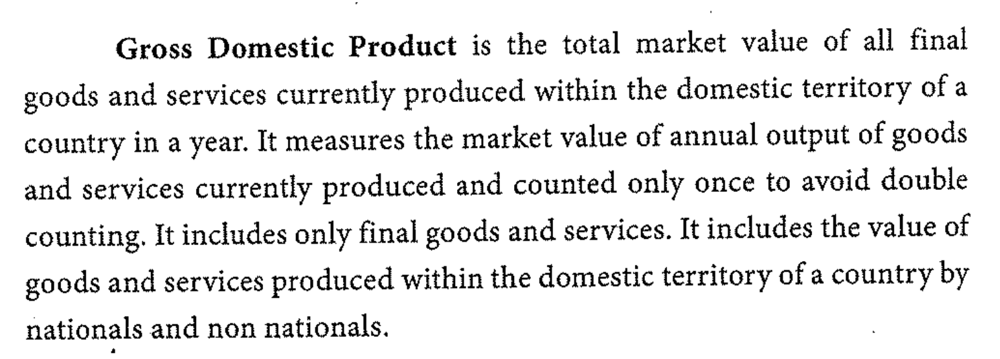 Gross Domestic Product is the total market value of all final
goods and services currently produced within the domestic territory of a
country in a year. It measures the market value of annual output of goods
and services currently produced and counted only once to avoid double
counting. It includes only final goods and services. It includes the value of
goods and services produced within the domestic territory of a country by
nationals and non nationals.